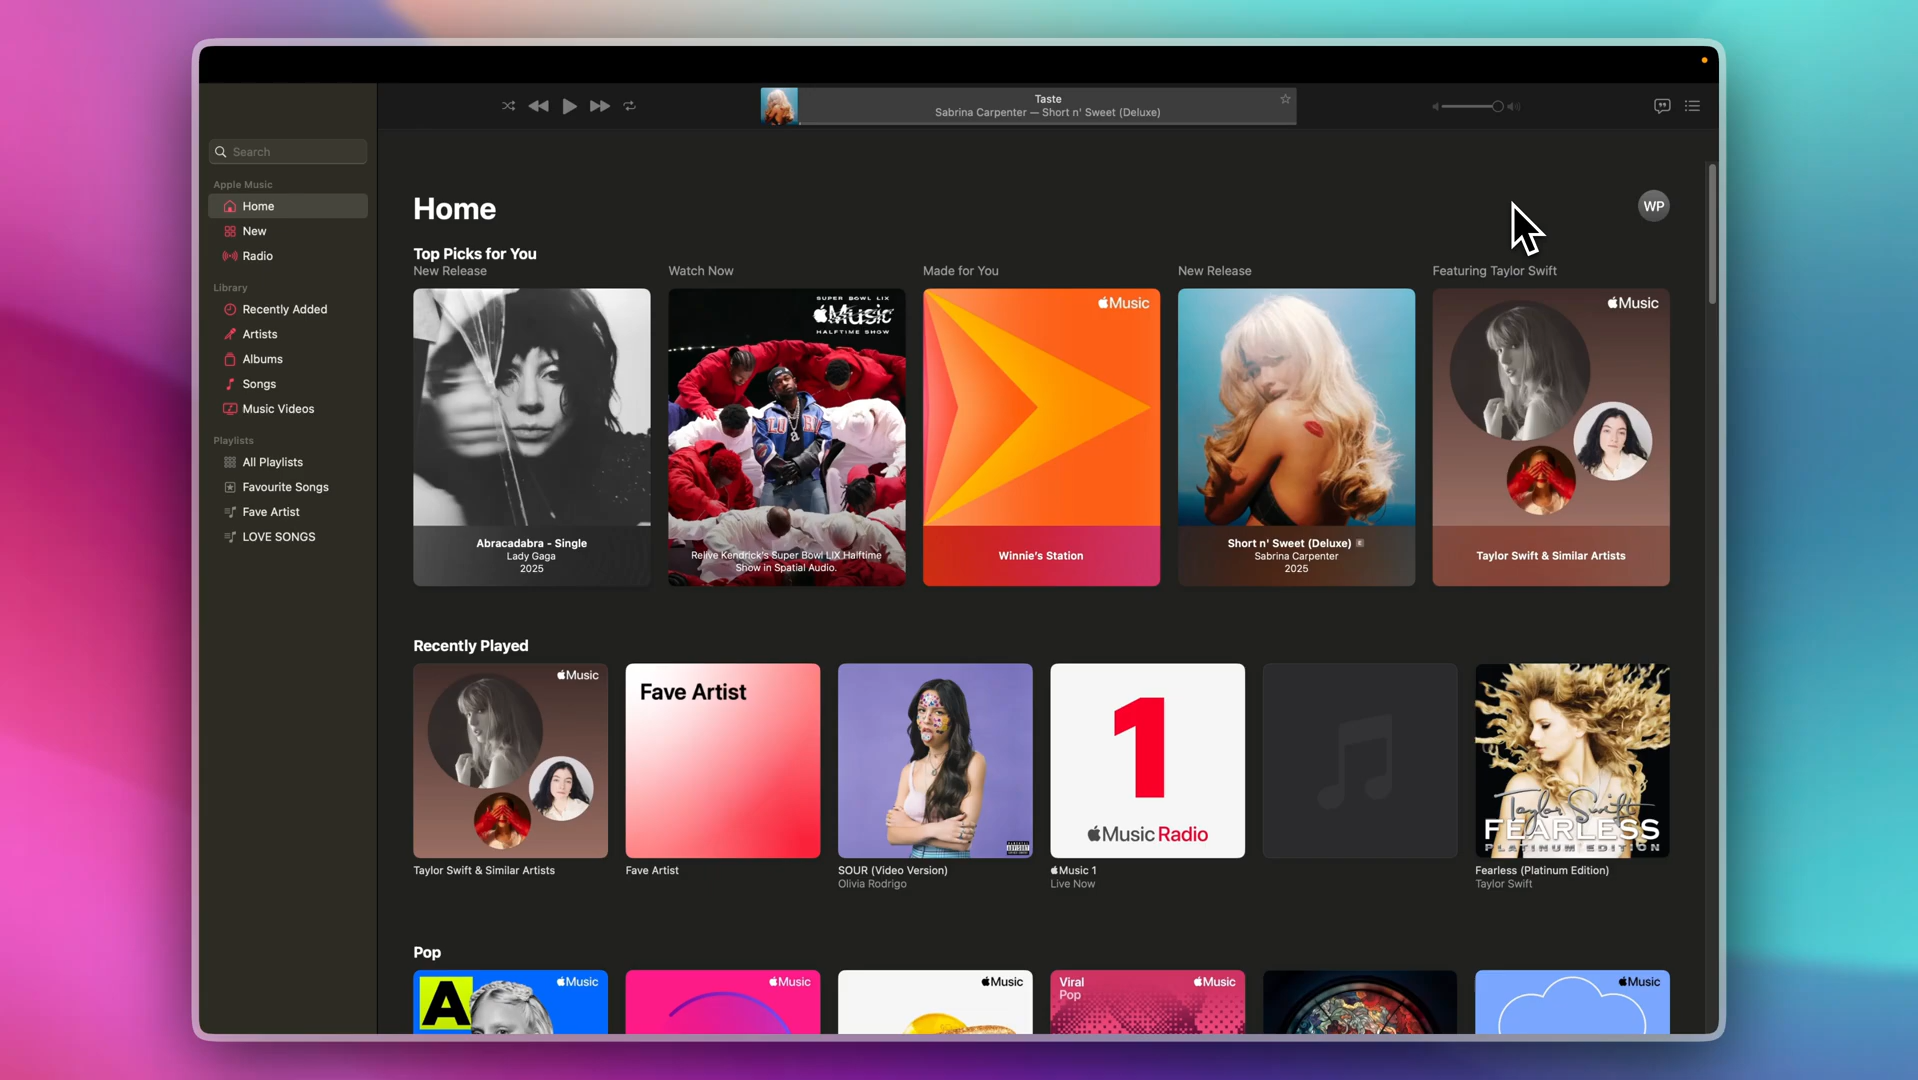 Taste
Sabrina Carpenter — Short n' Sweet (Deluxe)
Search
Apple Music
Home
New
Radio
Library
Recently Added
Artists
Albums
Songs
Music Videos
Playlists
All Playlists
Favourite Songs
Fave Artist
LOVE SONGS
Home
WP
Top Picks for You
New Release
Watch Now
Made for You
New Release
Featuring Taylor Swift
SUPER BOWL LIX
Music
HALFTIME SHOW
Music
Music
Abracadabra - Single
Lady Gaga
2025
Relive Kendrick's Super Bowl LIX Halftime
Show in Spatial Audio.
Winnie's Station
Short n' Sweet (Deluxe) E
Sabrina Carpenter
2025
Taylor Swift & Similar Artists
Recently Played
Music
Fave Artist
1
Music Radio
Taylor Swift
FEARLESS
PLATINUM EDITION
Taylor Swift & Similar Artists
Fave Artist
SOUR (Video Version)
Olivia Rodrigo
Music 1
Live Now
Fearless (Platinum Edition)
Taylor Swift
Pop
A
Music
Music
Music
Viral
Pop
Music
Music